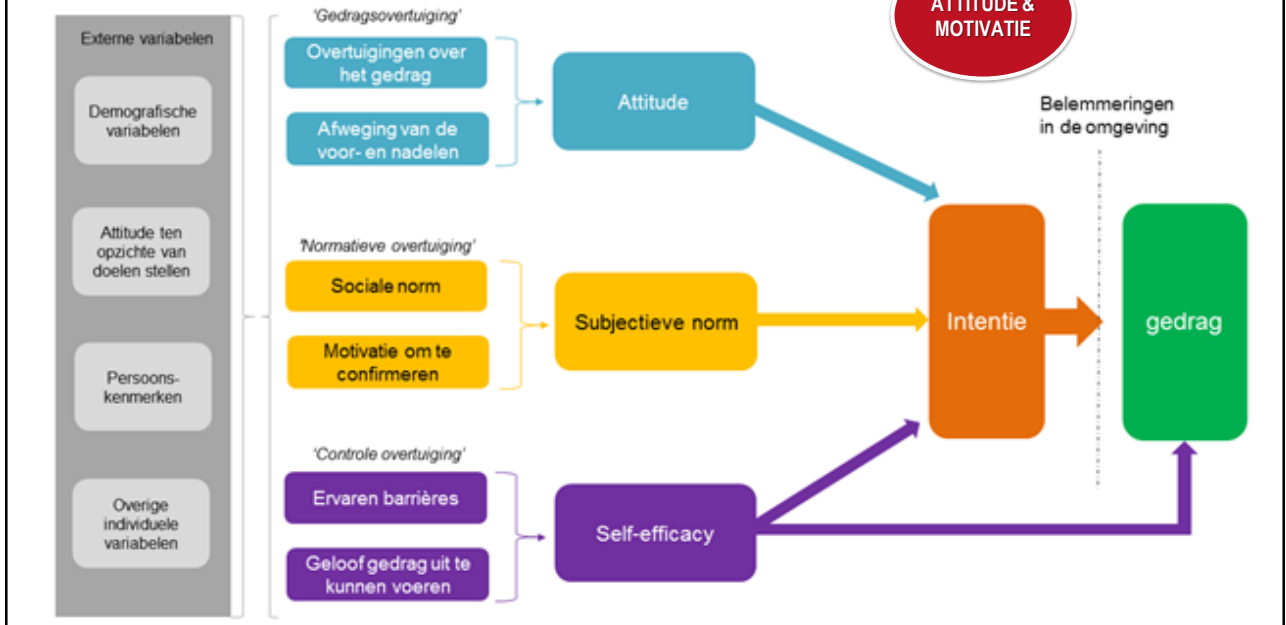 ATTITUDE &
MOTIVATIE
Externe variabelen
Demografische
variabelen
Attitude ten
opzichte van
doelen stellen
Persoons-
kenmerken
Overige
individuele
variabelen
'Gedragsovertuiging'
Overtuigingen over
het gedrag
Afweging van de
voor- en nadelen
Attitude
'Normatieve overtuiging'
Sociale norm
Motivatie om te
confirmeren
Subjectieve norm
'Controle overtuiging'
Ervaren barrières
Geloof gedrag uit te
kunnen voeren
Self-efficacy
Intentie
Belemmeringen
in de omgeving
gedrag